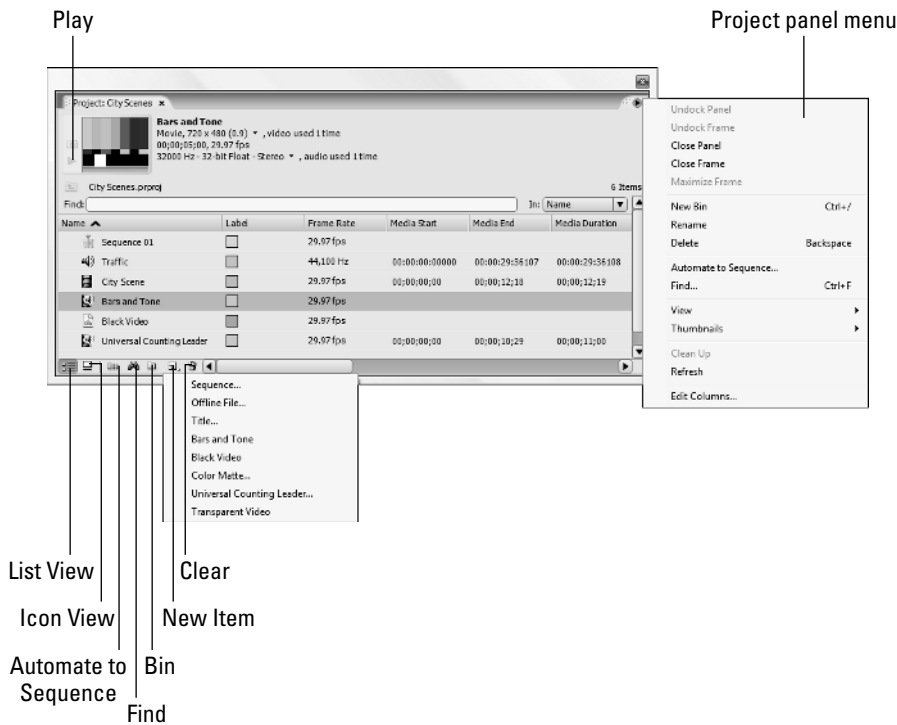 Play
Project panel menu
Project: City Scenes
Bars and Tone
Movie, 720 x 480 (0.9) , video used 1 time
00;00;05;00, 29.97 fps
32000 Hz - 32-bit Float - Stereo , audio used 1 time
City Scenes.prproj
6 Items
Find:
In: Name
Name Label Frame Rate Media Start Media End Media Duration
Sequence 01 29.97 fps
Traffic 44,100 Hz 00:00:00:00000 00:00:29:36107 00:00:29:36108
City Scene 29.97 fps 00;00;00;00 00;00;12;18 00;00;12;19
Bars and Tone 29.97 fps
Black Video 29.97 fps
Universal Counting Leader 29.97 fps 00;00;00;00 00;00;10;29 00;00;11;00
Sequence...
Offline File...
Title...
Bars and Tone
Black Video
Color Matte...
Universal Counting Leader...
Transparent Video
Undock Panel
Undock Frame
Close Panel
Close Frame
Maximize Frame
New Bin Ctrl+/
Rename
Delete Backspace
Automate to Sequence...
Find... Ctrl+F
View
Thumbnails
Clean Up
Refresh
Edit Columns...
List View
Clear
Icon View
New Item
Automate to
Sequence
Bin
Find